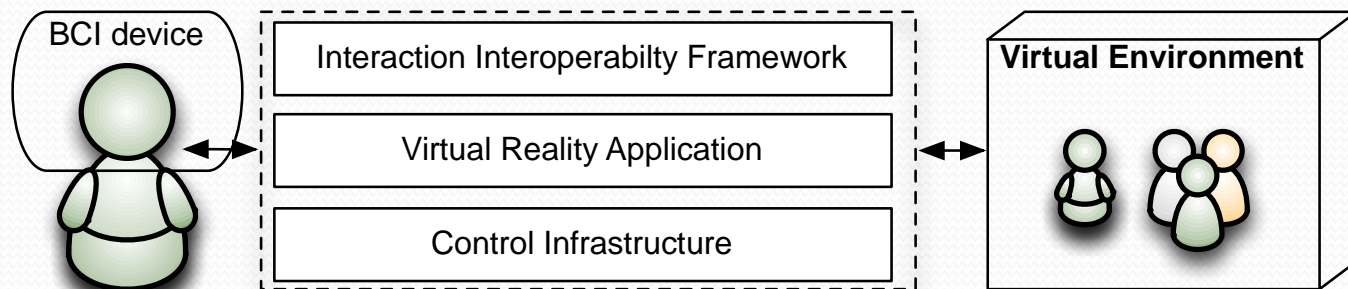 BCI device
Interaction Interoperabilty Framework
Virtual Reality Application
Control Infrastructure
Virtual Environment